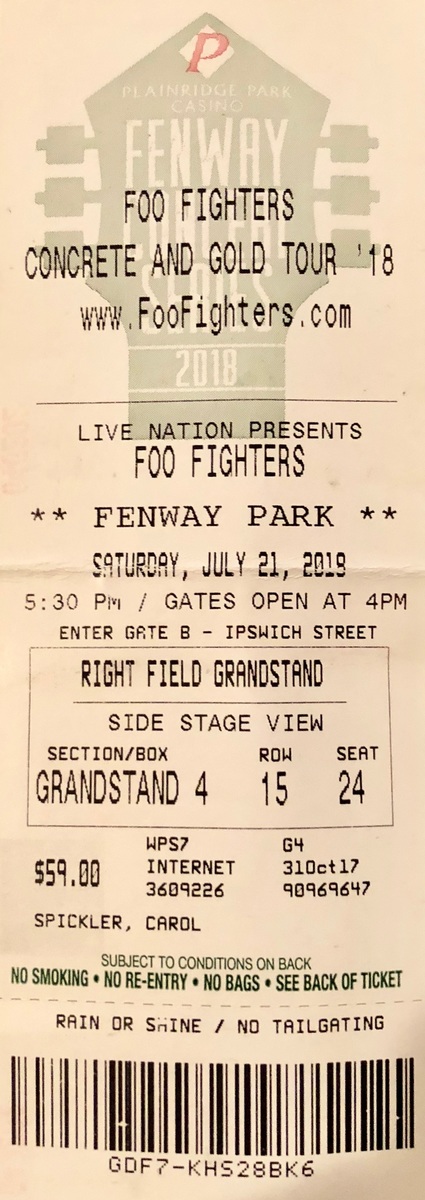 P
PLAINRIDGE PARK
CASINO
FENWAY
FOO FIGHTERS
CONCERT
CONCRETE AND GOLD TOUR '18
SERIES
www.FooFighters.com
2018
LIVE NATION PRESENTS
FOO FIGHTERS
** FENWAY PARK **
SATURDAY, JULY 21, 2018
5:30 PM / GATES OPEN AT 4PM
ENTER GATE B - IPSWICH STREET
RIGHT FIELD GRANDSTAND
SIDE STAGE VIEW
SECTION/BOX ROW SEAT
GRANDSTAND 4 15 24
WPS7 G4
$59.00 INTERNET 31Oct17
3609226 90969647
SPICKLER, CAROL
SUBJECT TO CONDITIONS ON BACK
NO SMOKING • NO RE-ENTRY • NO BAGS • SEE BACK OF TICKET
RAIN OR SHINE / NO TAILGATING
GDF7-KHS28BK6